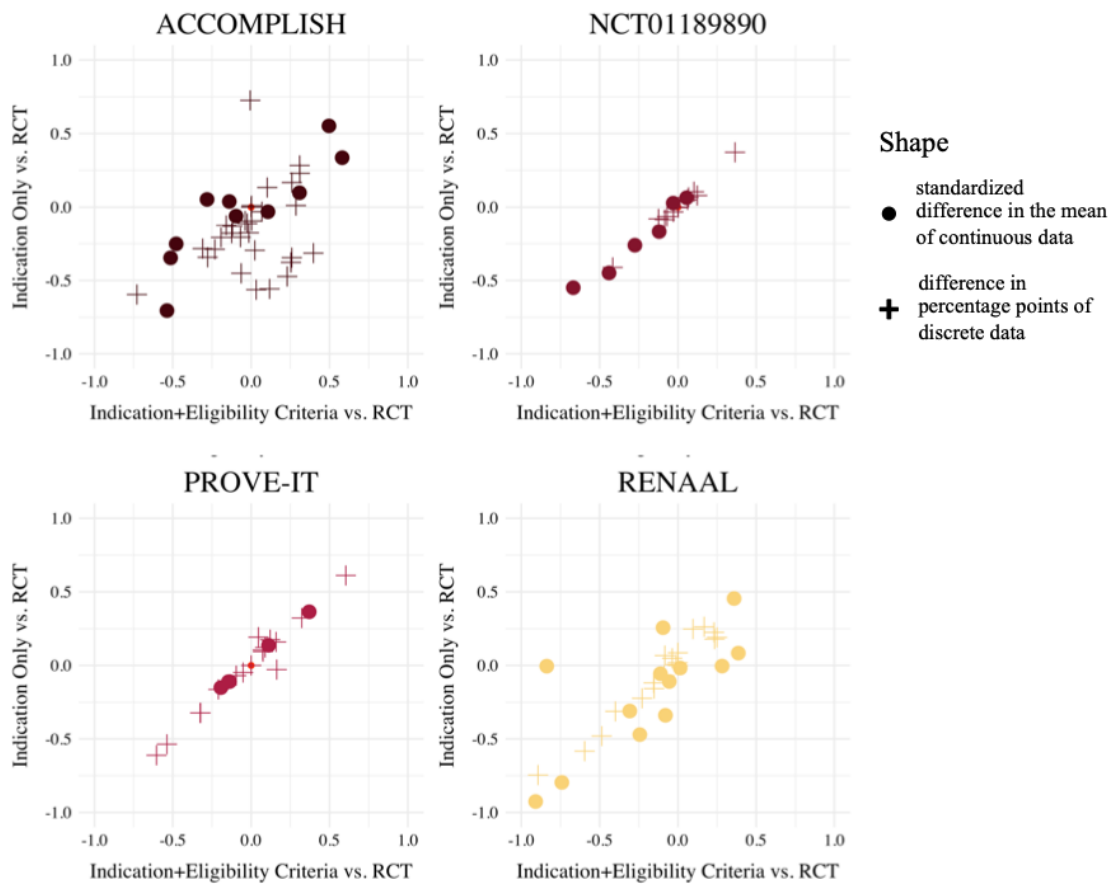 ACCOMPLISH
NCT01189890
1.0
0.5
0.0
-0.5
-1.0
Indication Only vs. RCT
-1.0 -0.5 0.0 0.5 1.0
Indication+Eligibility Criteria vs. RCT
1.0
0.5
0.0
-0.5
-1.0
Indication Only vs. RCT
-1.0 -0.5 0.0 0.5 1.0
Indication+Eligibility Criteria vs. RCT
Shape
standardized
difference in the mean
of continuous data
difference in
percentage points of
discrete data
PROVE-IT
RENAAL
1.0
0.5
0.0
-0.5
-1.0
Indication Only vs. RCT
-1.0 -0.5 0.0 0.5 1.0
Indication+Eligibility Criteria vs. RCT
1.0
0.5
0.0
-0.5
-1.0
Indication Only vs. RCT
-1.0 -0.5 0.0 0.5 1.0
Indication+Eligibility Criteria vs. RCT